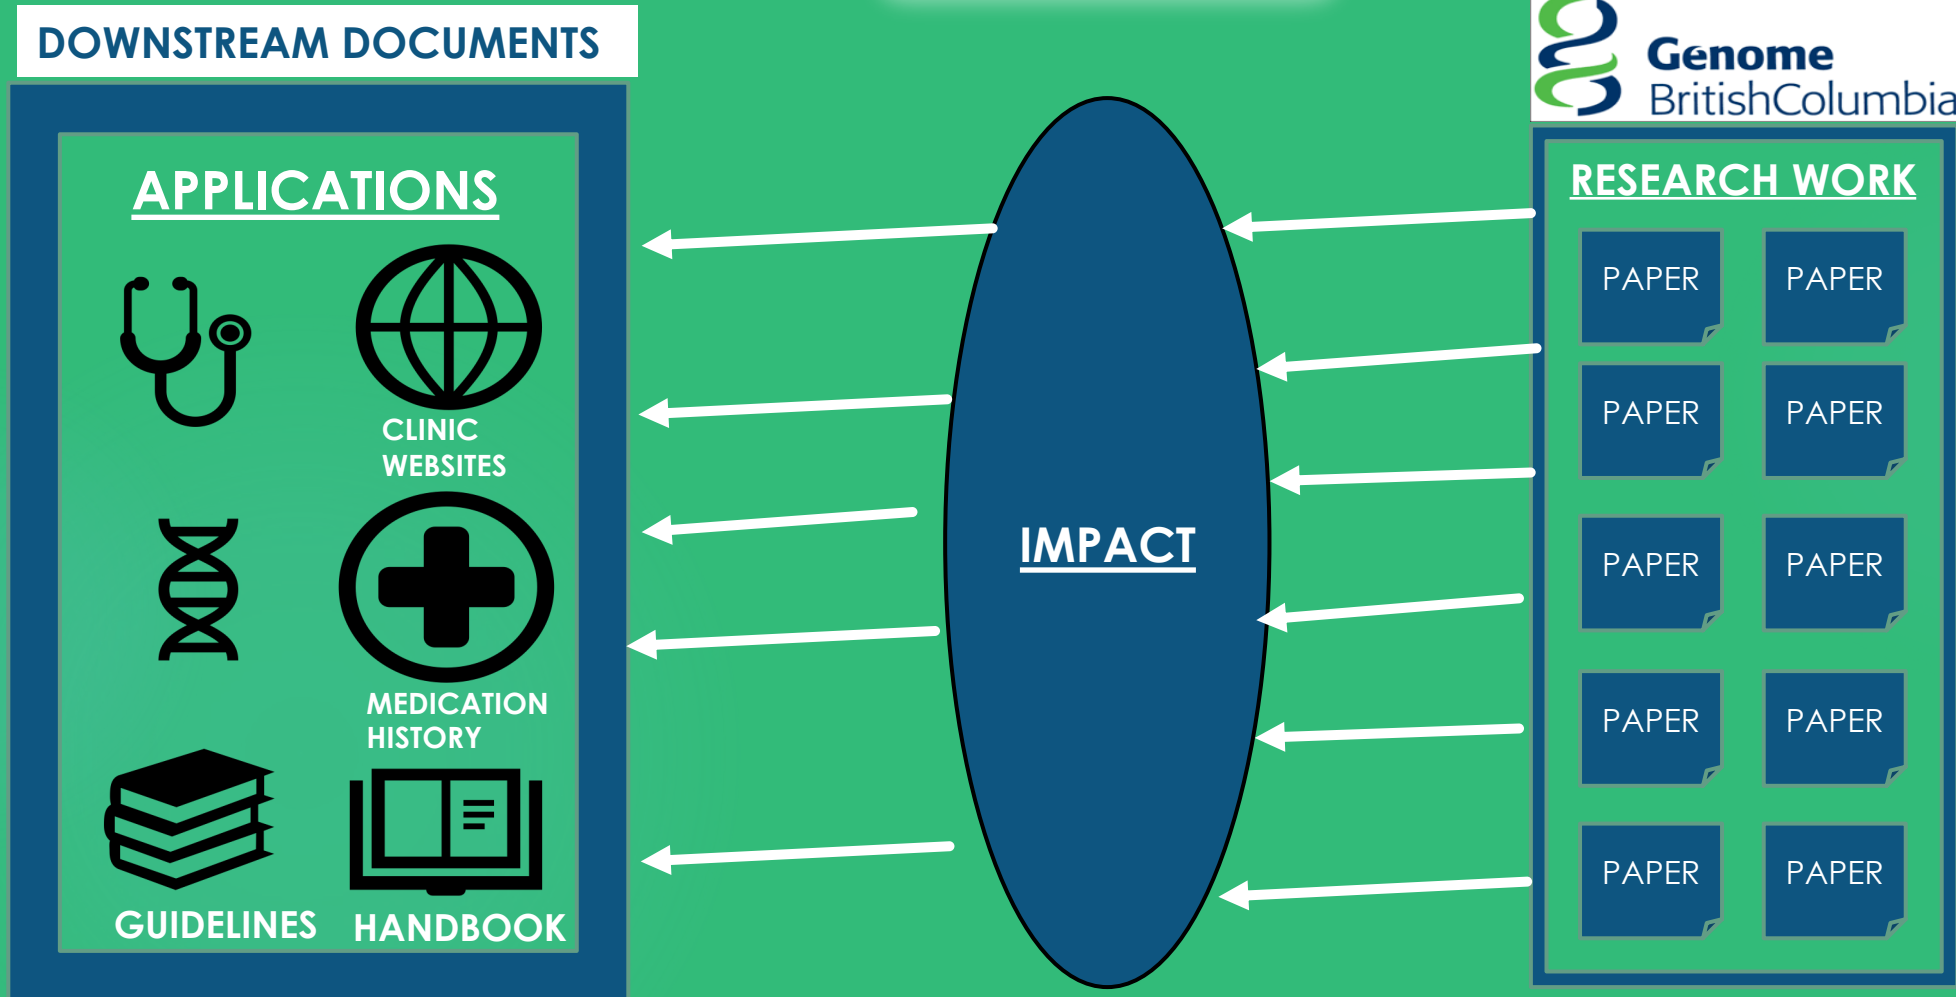 DOWNSTREAM DOCUMENTS
APPLICATIONS
CLINIC
WEBSITES
MEDICATION
HISTORY
GUIDELINES
HANDBOOK
IMPACT
Genome
BritishColumbia
RESEARCH WORK
PAPER
PAPER
PAPER
PAPER
PAPER
PAPER
PAPER
PAPER
PAPER
PAPER